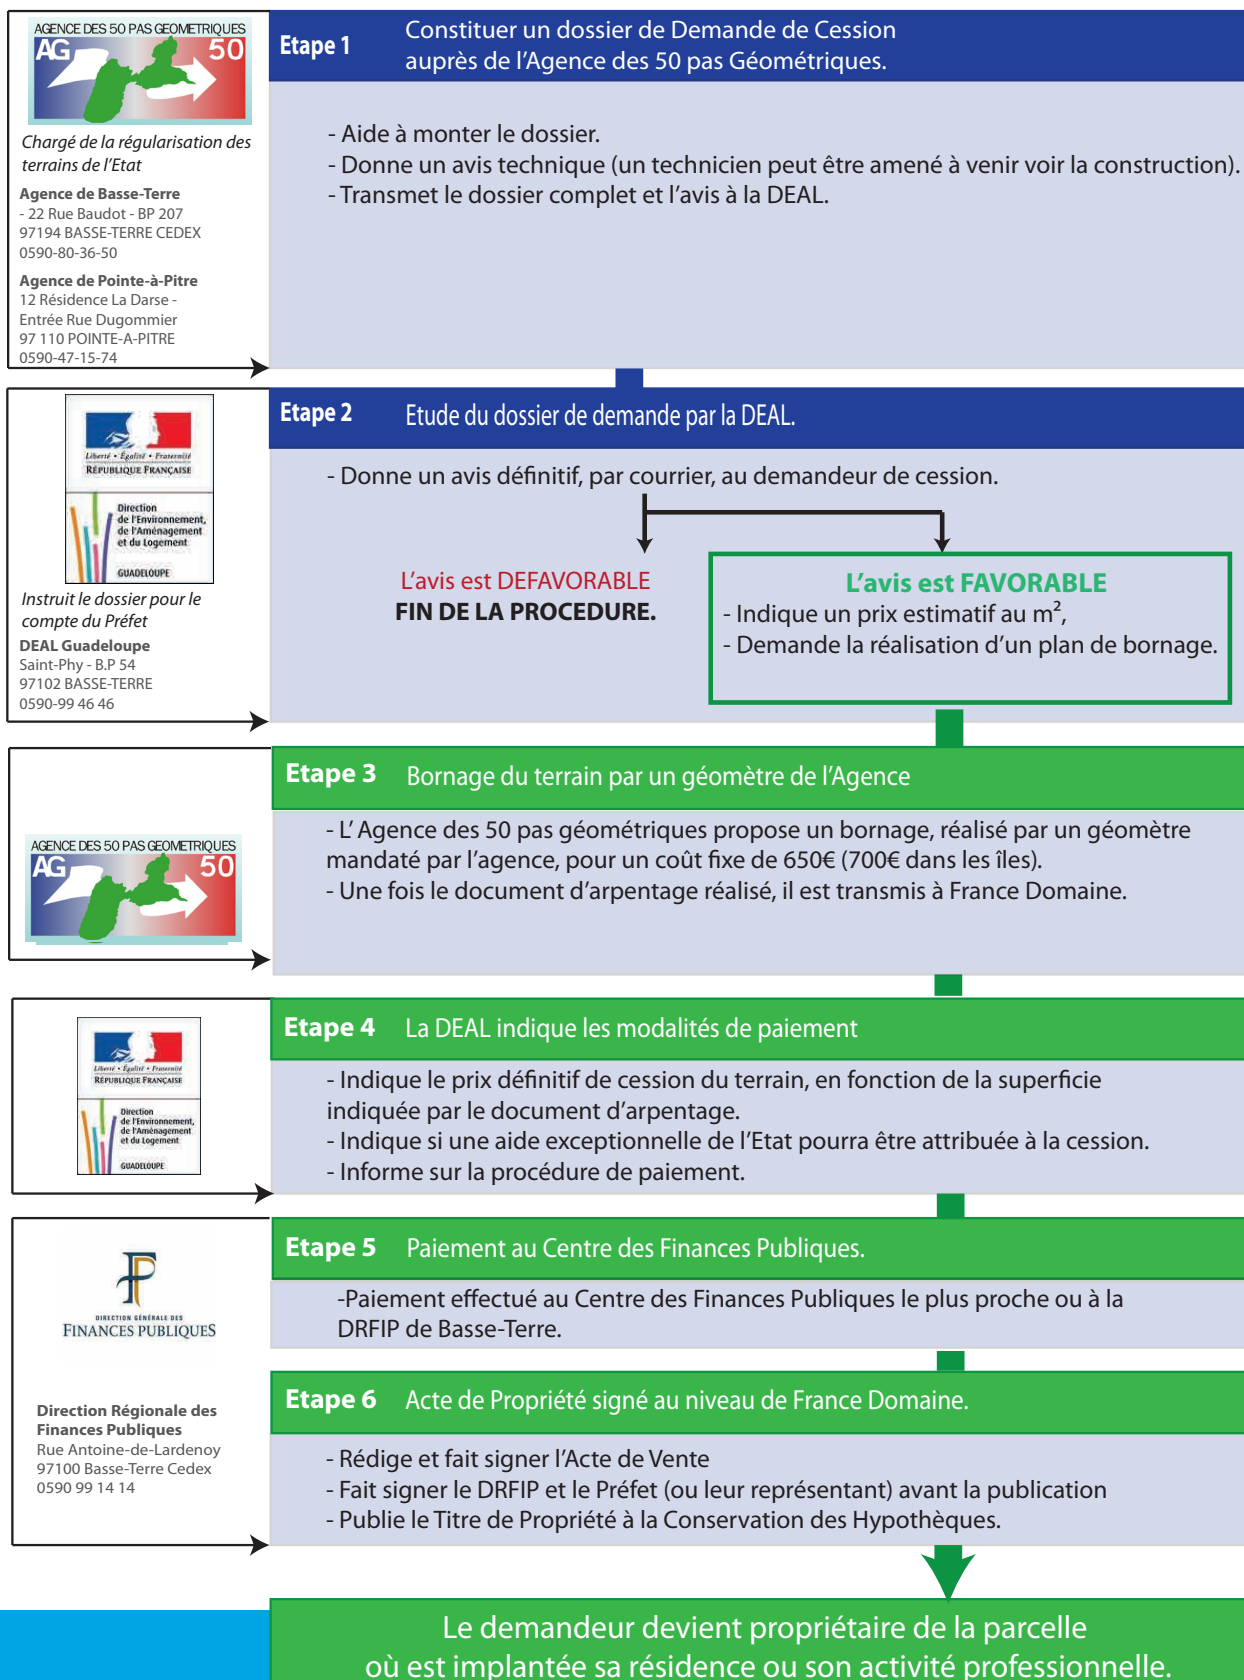 AGENCE DES 50 PAS GEOMETRIQUES
AG 50
Chargé de la régularisation des
terrains de l'Etat
Agence de Basse-Terre
- 22 Rue Baudot - BP 207
97194 BASSE-TERRE CEDEX
0590-80-36-50
Agence de Pointe-à-Pitre
12 Résidence La Darse -
Entrée Rue Dugommier
97 110 POINTE-A-PITRE
0590-47-15-74
Etape 1 Constituer un dossier de Demande de Cession
auprès de l'Agence des 50 pas Géométriques.
- Aide à monter le dossier.
- Donne un avis technique (un technicien peut être amené à venir voir la construction).
- Transmet le dossier complet et l'avis à la DEAL.
Liberté • Égalité • Fraternité
RÉPUBLIQUE FRANÇAISE
Direction
de l'Environnement,
de l'Aménagement
et du Logement
GUADELOUPE
Instruit le dossier pour le
compte du Préfet
DEAL Guadeloupe
Saint-Phy - B.P 54
97102 BASSE-TERRE
0590-99 46 46
Etape 2 Etude du dossier de demande par la DEAL.
- Donne un avis définitif, par courrier, au demandeur de cession.
L'avis est DEFAVORABLE
FIN DE LA PROCEDURE.
L'avis est FAVORABLE
- Indique un prix estimatif au m²,
- Demande la réalisation d'un plan de bornage.
AGENCE DES 50 PAS GEOMETRIQUES
AG 50
Etape 3 Bornage du terrain par un géomètre de l'Agence
- L' Agence des 50 pas géométriques propose un bornage, réalisé par un géomètre
mandaté par l'agence, pour un coût fixe de 650€ (700€ dans les îles).
- Une fois le document d'arpentage réalisé, il est transmis à France Domaine.
Liberté • Égalité • Fraternité
RÉPUBLIQUE FRANÇAISE
Direction
de l'Environnement,
de l'Aménagement
et du Logement
GUADELOUPE
Etape 4 La DEAL indique les modalités de paiement
- Indique le prix définitif de cession du terrain, en fonction de la superficie
indiquée par le document d'arpentage.
- Indique si une aide exceptionnelle de l'Etat pourra être attribuée à la cession.
- Informe sur la procédure de paiement.
DIRECTION GÉNÉRALE DES
FINANCES PUBLIQUES
Direction Régionale des
Finances Publiques
Rue Antoine-de-Lardenoy
97100 Basse-Terre Cedex
0590 99 14 14
Etape 5 Paiement au Centre des Finances Publiques.
-Paiement effectué au Centre des Finances Publiques le plus proche ou à la
DRFIP de Basse-Terre.
Etape 6 Acte de Propriété signé au niveau de France Domaine.
- Rédige et fait signer l'Acte de Vente
- Fait signer le DRFIP et le Préfet (ou leur représentant) avant la publication
- Publie le Titre de Propriété à la Conservation des Hypothèques.
Le demandeur devient propriétaire de la parcelle
où est implantée sa résidence ou son activité professionnelle.